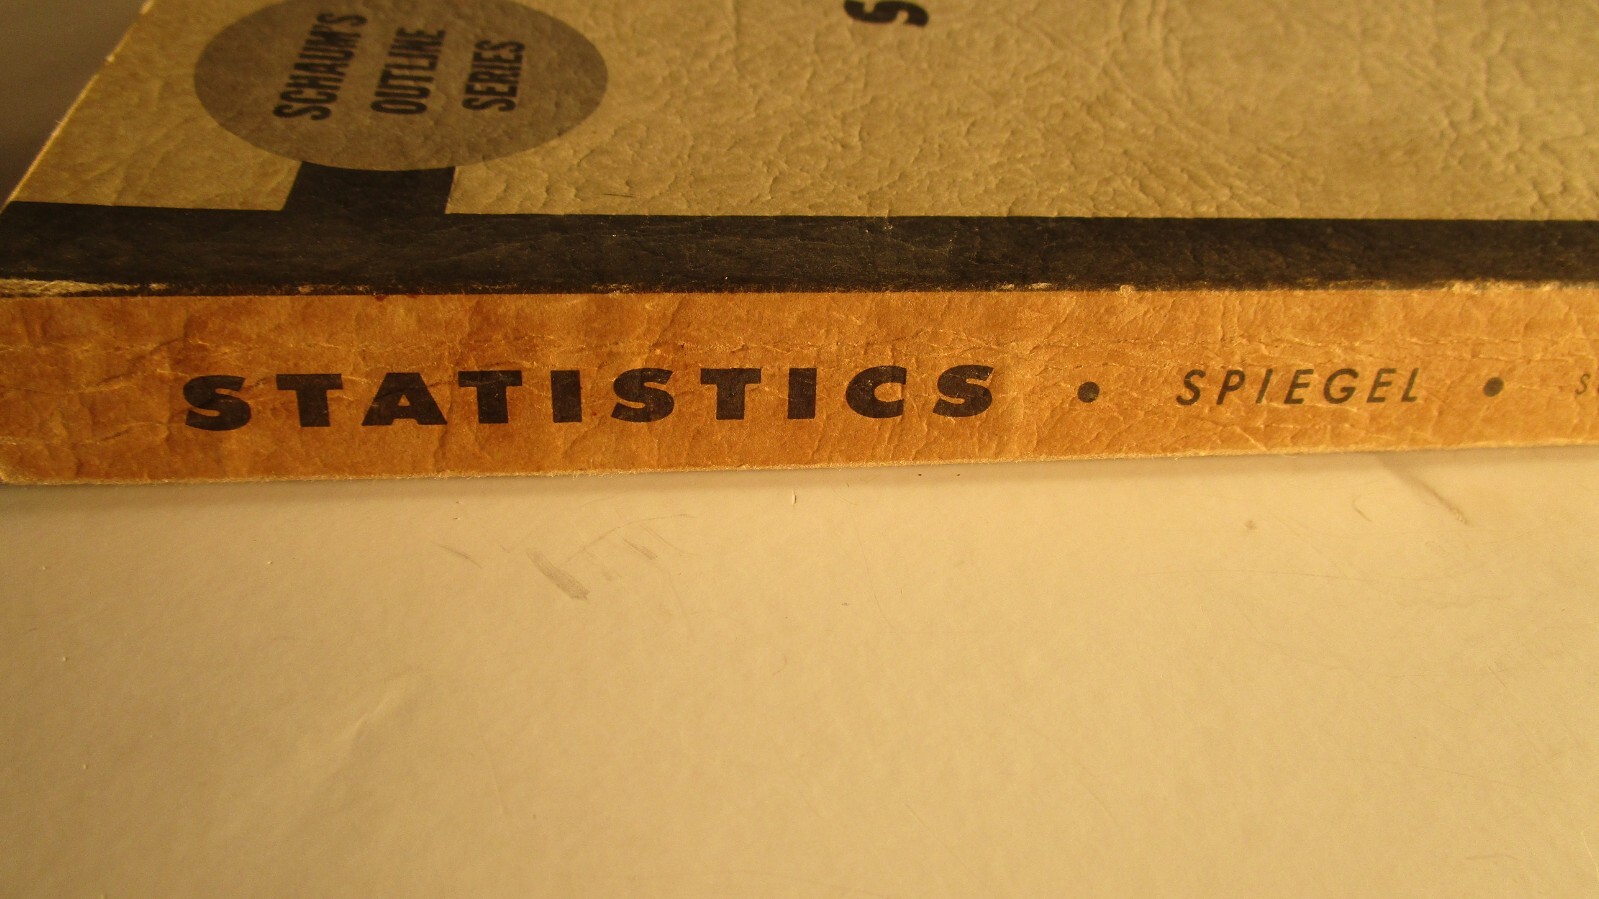 SCHAUM'S
OUTLINE
SERIES
S
STATISTICS • SPIEGEL •